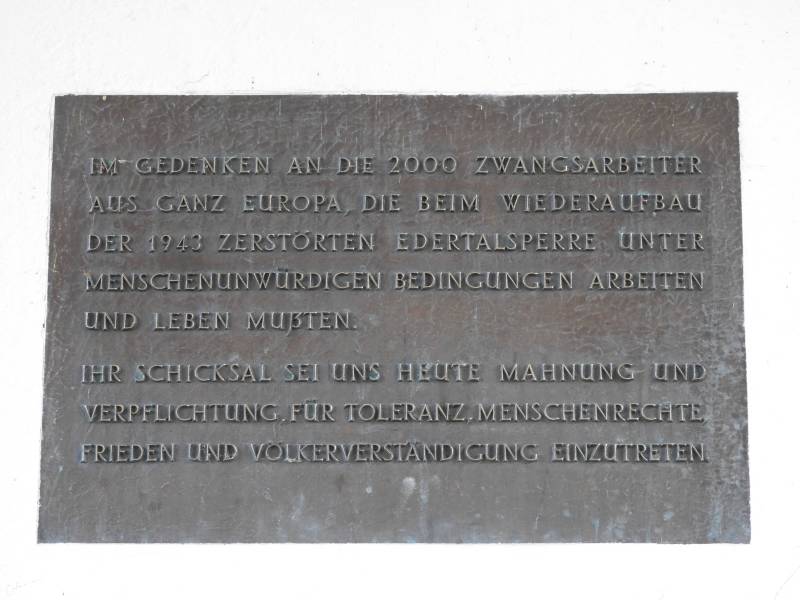 IM GEDENKEN AN DIE 2000 ZWANGSARBEITER
AUS GANZ EUROPA, DIE BEIM WIEDERAUFBAU
DER 1943 ZERSTÖRTEN EDERTALSPERRE UNTER
MENSCHENUNWÜRDIGEN BEDINGUNGEN ARBEITEN
UND LEBEN MUẞTEN.
IHR SCHICKSAL SEI UNS HEUTE MAHNUNG UND
VERPFLICHTUNG, FÜR TOLERANZ, MENSCHENRECHTE,
FRIEDEN UND VÖLKERVERSTÄNDIGUNG EINZUTRETEN.